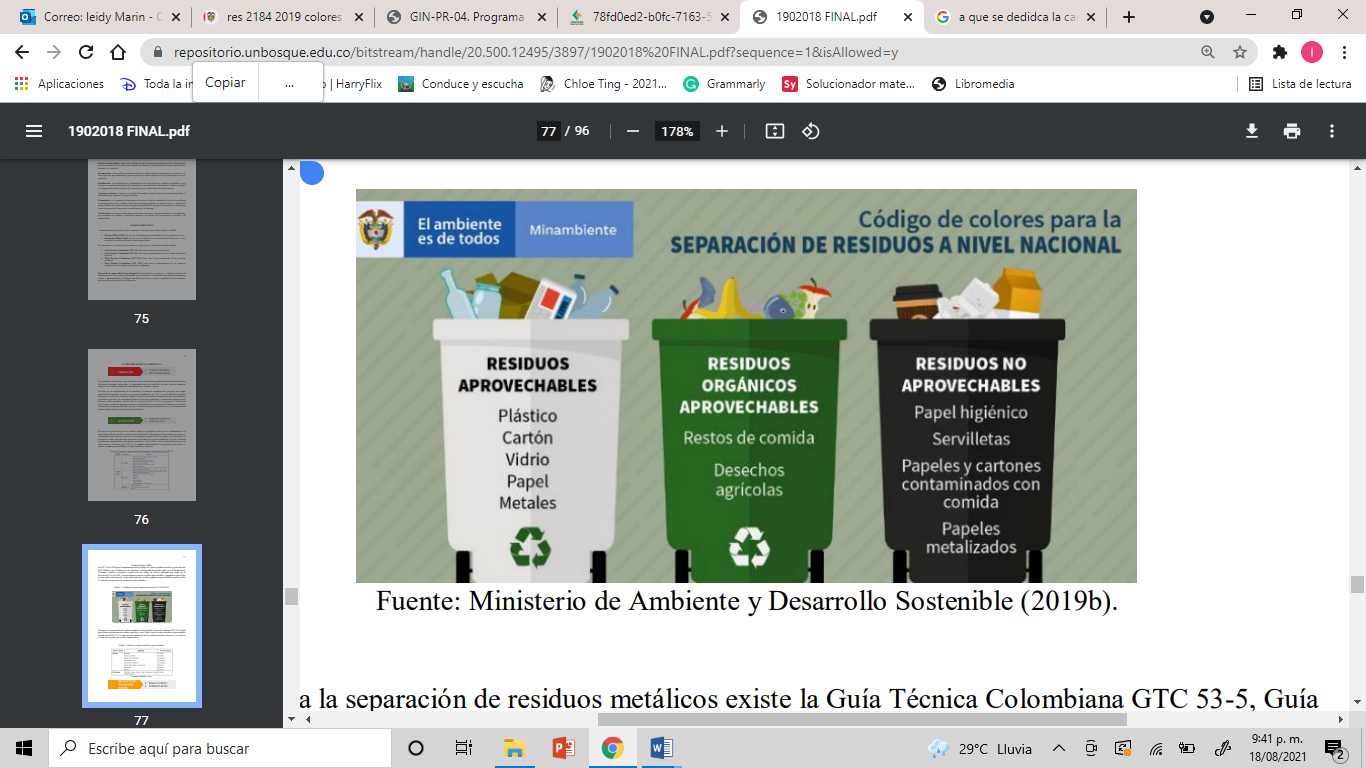 Correo: leidy Marin - C
res 2184 2019 colores
GIN-PR-04. Programa
78fd0ed2-b0fc-7163-5
1902018 FINAL.pdf
a que se dedidca la ca
repositorio.unbosque.edu.co/bitstream/handle/20.500.12495/3897/1902018%20FINAL.pdf?sequence=1&isAllowed=y
I
Aplicaciones
Toda la in
| HarryFlix
Conduce y escucha
Chloe Ting - 2021...
Grammarly
Sy
Solucionador mate...
Libromedia
Lista de lectura
Copiar
...
1902018 FINAL.pdf
77 / 96
178%
75
76
77
El ambiente
es de todos
Minambiente
Código de colores para la
SEPARACIÓN DE RESIDUOS A NIVEL NACIONAL
RESIDUOS
APROVECHABLES
Plástico
Cartón
Vidrio
Papel
Metales
RESIDUOS
ORGÁNICOS
APROVECHABLES
Restos de comida
Desechos
agrícolas
RESIDUOS NO
APROVECHABLES
Papel higiénico
Servilletas
Papeles y cartones
contaminados con
comida
Papeles
metalizados
Fuente: Ministerio de Ambiente y Desarrollo Sostenible (2019b).
a la separación de residuos metálicos existe la Guía Técnica Colombiana GTC 53-5, Guía
Escribe aquí para buscar
29°C Lluvia
9:41 p. m.
18/08/2021
2